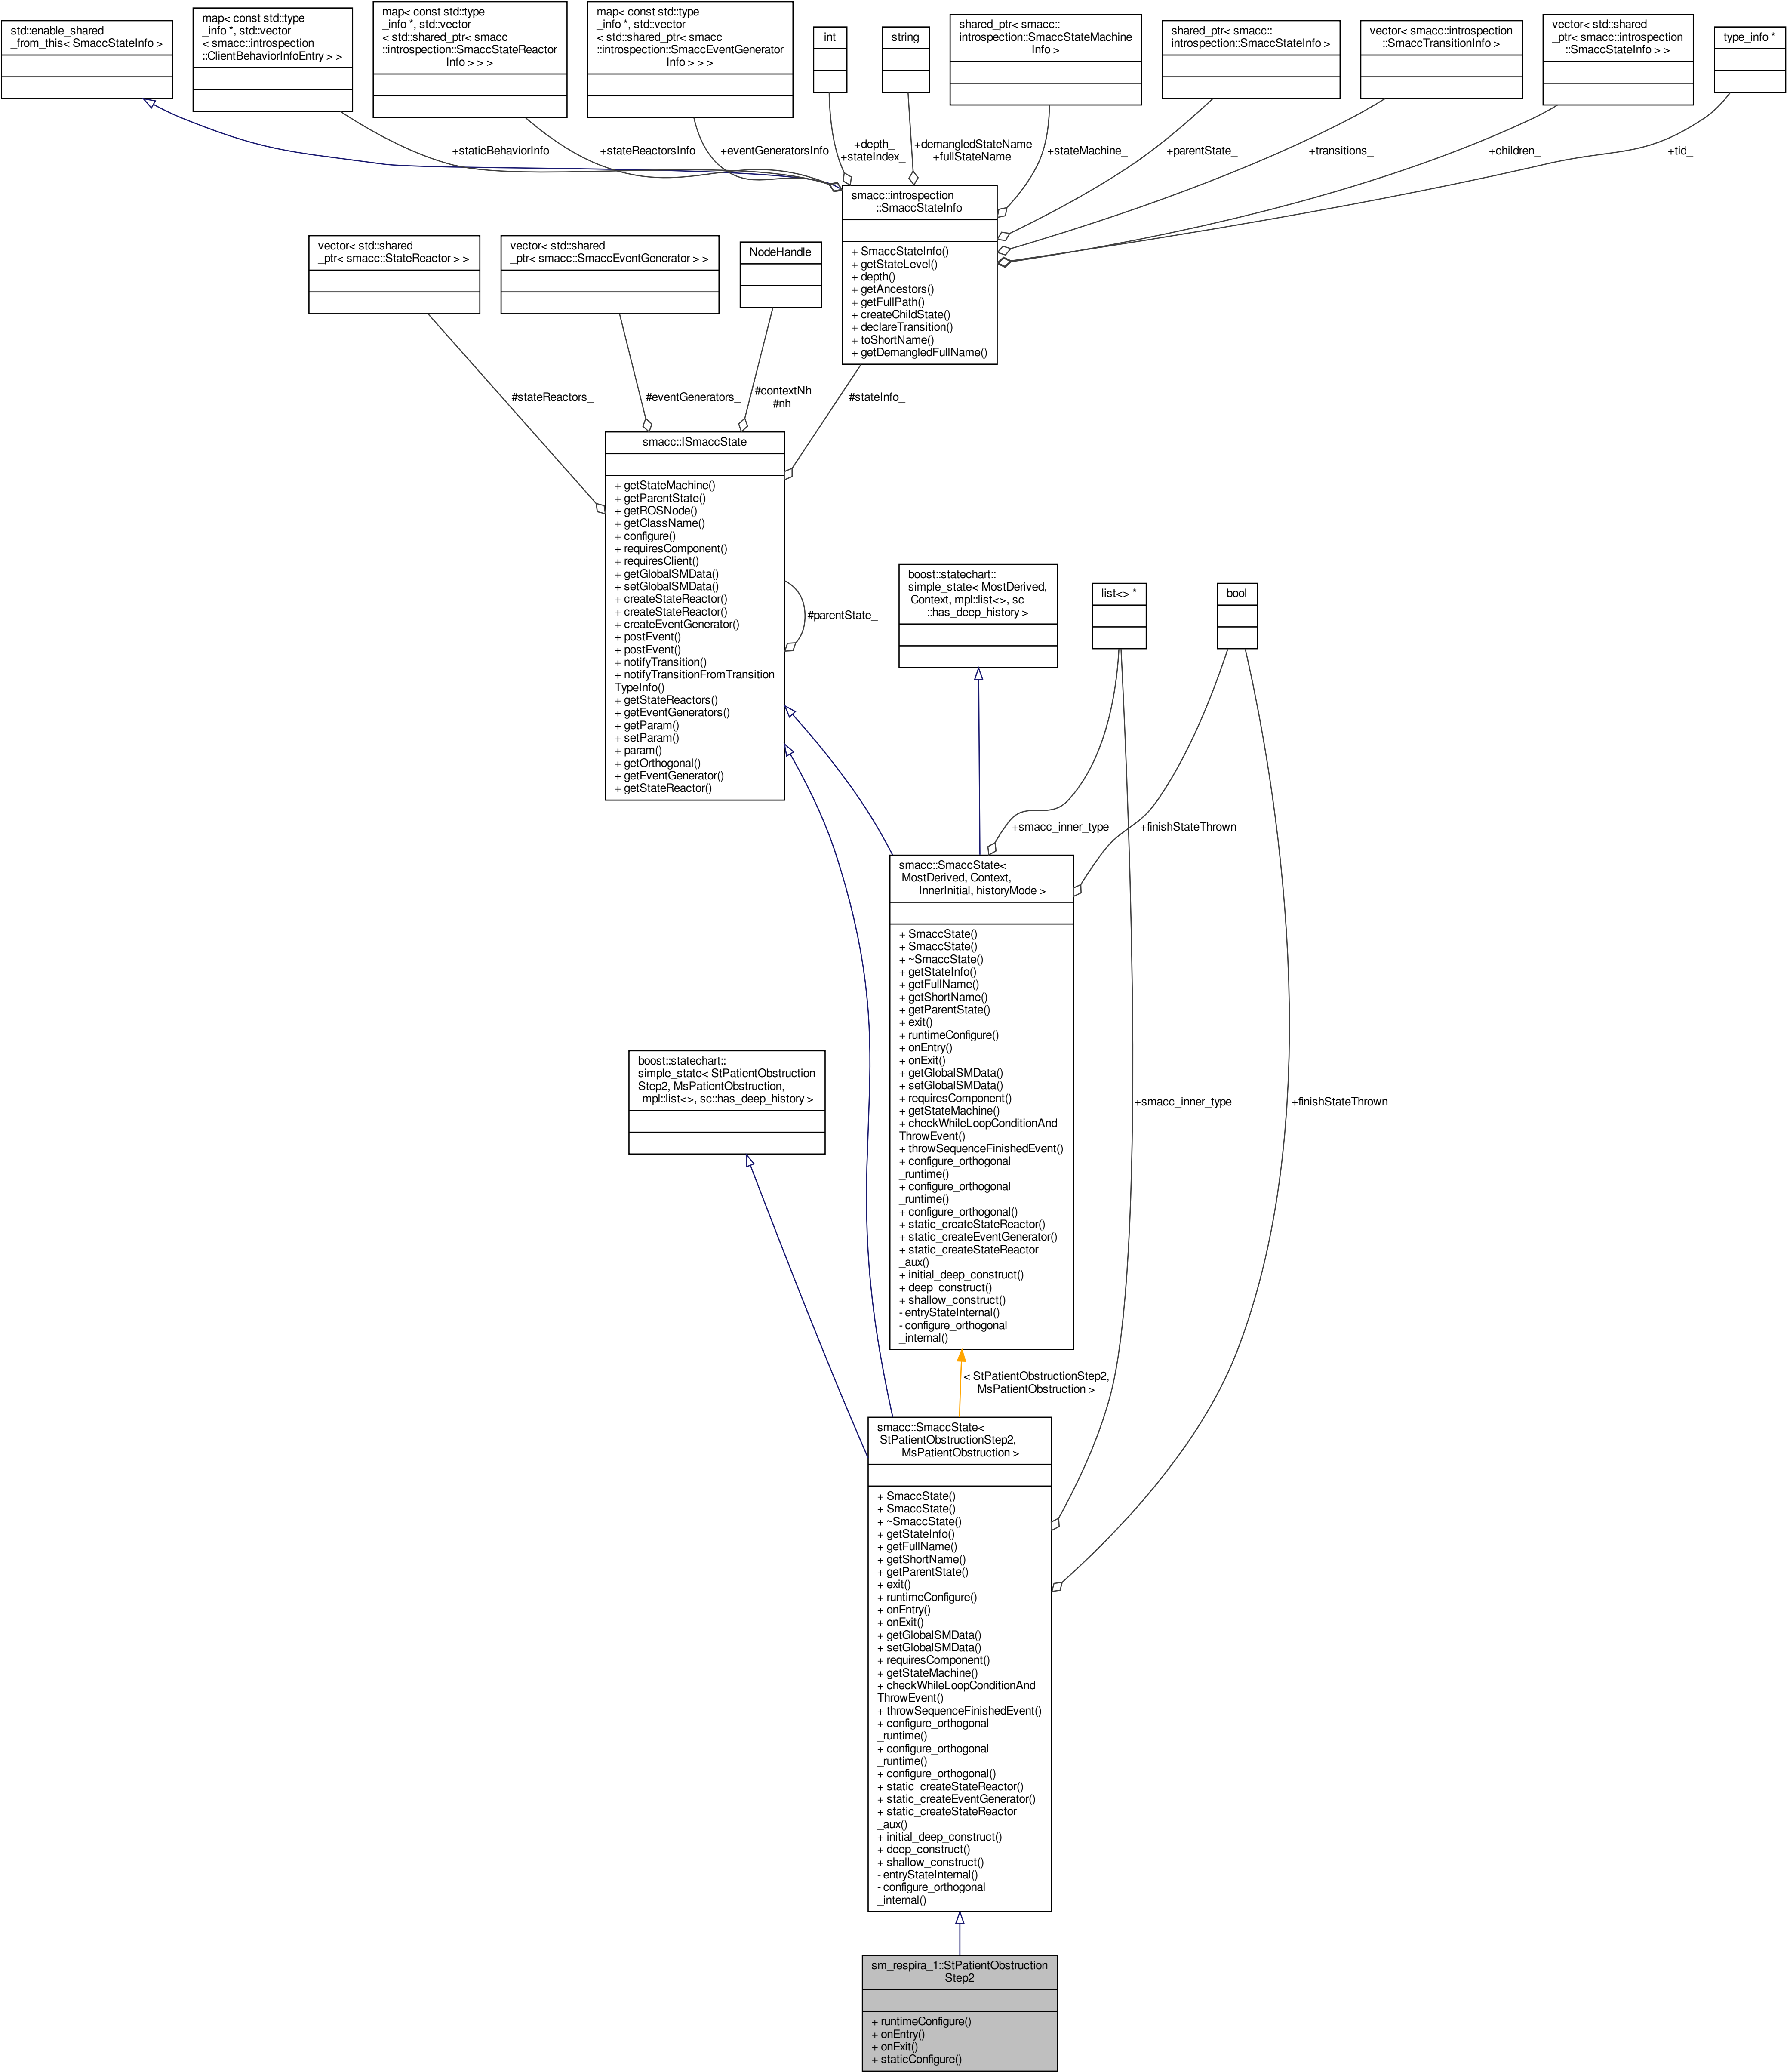 std::enable_shared
_from_this< SmaccStateInfo >
map< const std::type
_info *, std::vector
< smacc::introspection
::ClientBehaviorInfoEntry > >
map< const std::type
_info *, std::vector
< std::shared_ptr< smacc
::introspection::SmaccStateReactor
Info > > >
map< const std::type
_info *, std::vector
< std::shared_ptr< smacc
::introspection::SmaccEventGenerator
Info > > >
int
string
shared_ptr< smacc::
introspection::SmaccStateMachine
Info >
shared_ptr< smacc::
introspection::SmaccStateInfo >
vector< smacc::introspection
::SmaccTransitionInfo >
vector< std::shared
_ptr< smacc::introspection
::SmaccStateInfo > >
type_info *
+staticBehaviorInfo
+stateReactorsInfo
+eventGeneratorsInfo
+depth_
+stateIndex_
+demangledStateName
+fullStateName
+stateMachine_
+parentState_
+transitions_
+children_
+tid_
smacc::introspection
::SmaccStateInfo
+ SmaccStateInfo()
+ getStateLevel()
+ depth()
+ getAncestors()
+ getFullPath()
+ createChildState()
+ declareTransition()
+ toShortName()
+ getDemangledFullName()
vector< std::shared
_ptr< smacc::StateReactor > >
vector< std::shared
_ptr< smacc::SmaccEventGenerator > >
NodeHandle
#stateReactors_
#eventGenerators_
#contextNh
#nh
#stateInfo_
smacc::ISmaccState
+ getStateMachine()
+ getParentState()
+ getROSNode()
+ getClassName()
+ configure()
+ requiresComponent()
+ requiresClient()
+ getGlobalSMData()
+ setGlobalSMData()
+ createStateReactor()
+ createStateReactor()
+ createEventGenerator()
+ postEvent()
+ postEvent()
+ notifyTransition()
+ notifyTransitionFromTransition
TypeInfo()
+ getStateReactors()
+ getEventGenerators()
+ getParam()
+ setParam()
+ param()
+ getOrthogonal()
+ getEventGenerator()
+ getStateReactor()
#parentState_
boost::statechart::
simple_state< MostDerived,
Context, mpl::list<>, sc
::has_deep_history >
list<> *
bool
+smacc_inner_type
+finishStateThrown
smacc::SmaccState<
MostDerived, Context,
InnerInitial, historyMode >
+ SmaccState()
+ SmaccState()
+ ~SmaccState()
+ getStateInfo()
+ getFullName()
+ getShortName()
+ getParentState()
+ exit()
+ runtimeConfigure()
+ onEntry()
+ onExit()
+ getGlobalSMData()
+ setGlobalSMData()
+ requiresComponent()
+ getStateMachine()
+ checkWhileLoopConditionAnd
ThrowEvent()
+ throwSequenceFinishedEvent()
+ configure_orthogonal
_runtime()
+ configure_orthogonal
_runtime()
+ configure_orthogonal()
+ static_createStateReactor()
+ static_createEventGenerator()
+ static_createStateReactor
_aux()
+ initial_deep_construct()
+ deep_construct()
+ shallow_construct()
- entryStateInternal()
- configure_orthogonal
_internal()
boost::statechart::
simple_state< StPatientObstruction
Step2, MsPatientObstruction,
mpl::list<>, sc::has_deep_history >
+smacc_inner_type
+finishStateThrown
< StPatientObstructionStep2,
MsPatientObstruction >
smacc::SmaccState<
StPatientObstructionStep2,
MsPatientObstruction >
+ SmaccState()
+ SmaccState()
+ ~SmaccState()
+ getStateInfo()
+ getFullName()
+ getShortName()
+ getParentState()
+ exit()
+ runtimeConfigure()
+ onEntry()
+ onExit()
+ getGlobalSMData()
+ setGlobalSMData()
+ requiresComponent()
+ getStateMachine()
+ checkWhileLoopConditionAnd
ThrowEvent()
+ throwSequenceFinishedEvent()
+ configure_orthogonal
_runtime()
+ configure_orthogonal
_runtime()
+ configure_orthogonal()
+ static_createStateReactor()
+ static_createEventGenerator()
+ static_createStateReactor
_aux()
+ initial_deep_construct()
+ deep_construct()
+ shallow_construct()
- entryStateInternal()
- configure_orthogonal
_internal()
sm_respira_1::StPatientObstruction
Step2
+ runtimeConfigure()
+ onEntry()
+ onExit()
+ staticConfigure()